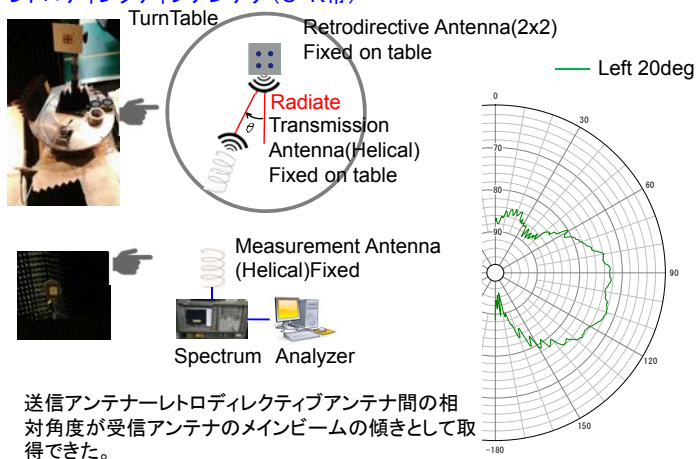 TurnTable
Retrodirective Antenna(2x2)
Fixed on table
Radiate
θ
Transmission
Antenna(Helical)
Fixed on table
Left 20deg
0
30
60
90
120
150
-180
-70
-80
-90
Measurement Antenna
(Helical)Fixed
Spectrum Analyzer
送信アンテナーレトロディレクティブアンテナ間の相
対角度が受信アンテナのメインビームの傾きとして取
得できた。